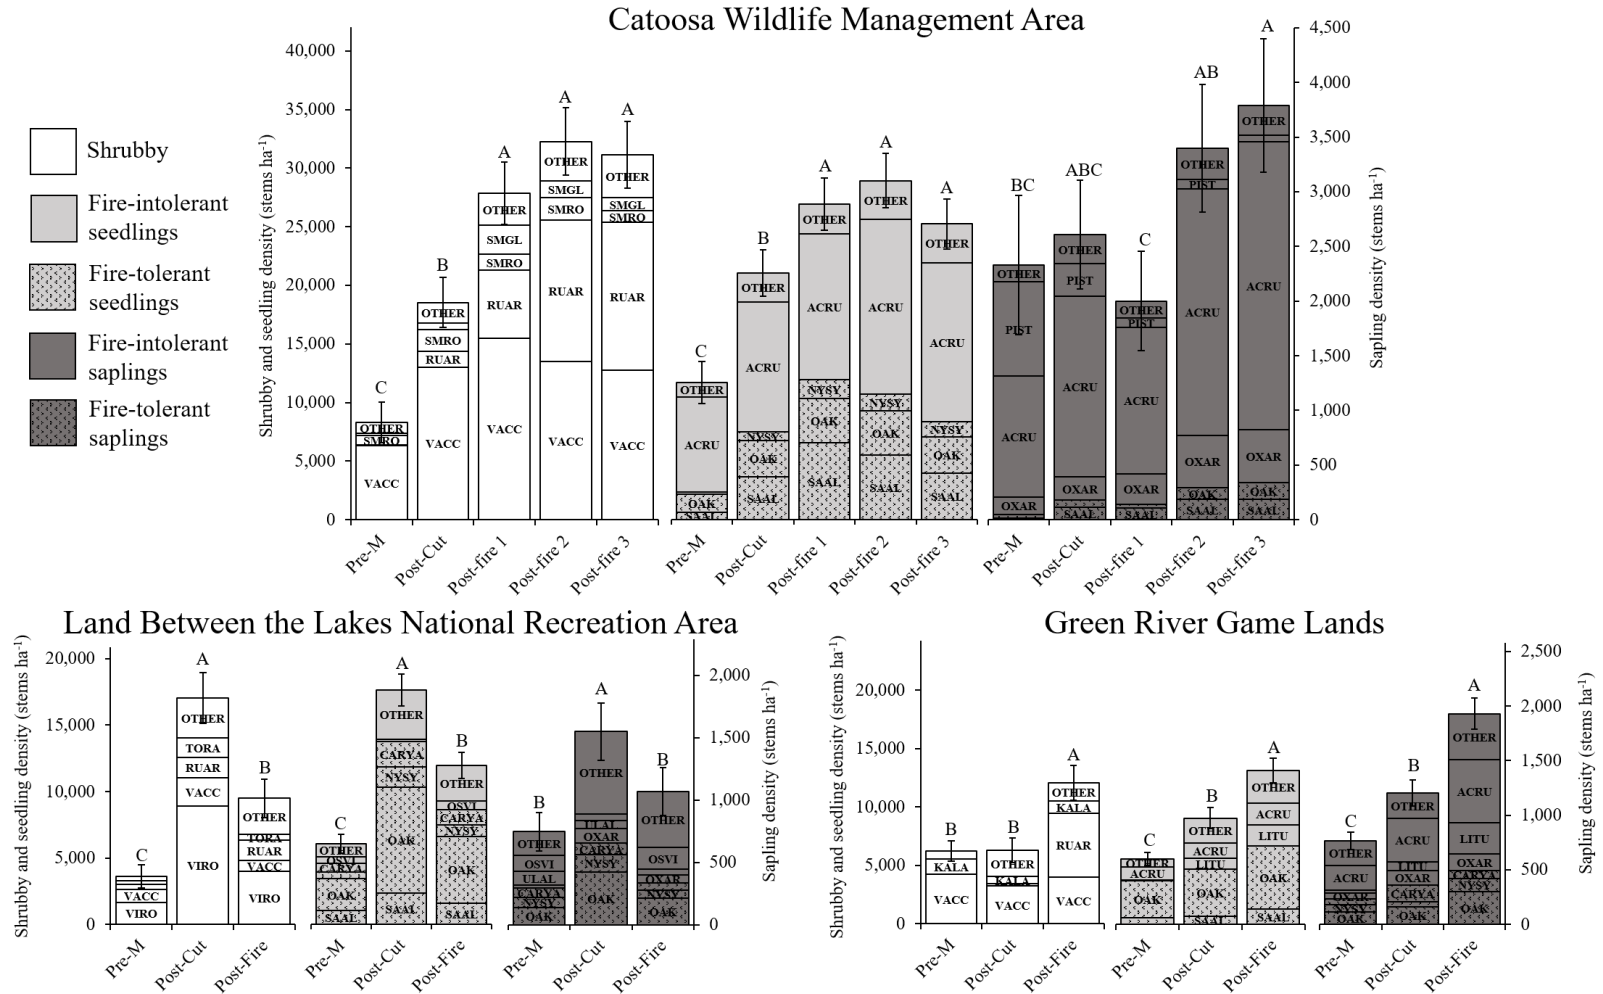 Catoosa Wildlife Management Area
Shrubby
Fire-intolerant
seedlings
Fire-tolerant
seedlings
Fire-intolerant
saplings
Fire-tolerant
saplings
Shrubby and seedling density (stems ha-1)
40,000
35,000
30,000
25,000
20,000
15,000
10,000
5,000
0
C
OTHER
SMRO
VACC
B
OTHER
SMRO
RUAR
VACC
A
OTHER
SMGL
SMRO
RUAR
VACC
A
OTHER
SMGL
SMRO
RUAR
VACC
A
OTHER
SMGL
SMRO
RUAR
VACC
C
OTHER
ACRU
OAK
SAAL
B
OTHER
ACRU
NYSY
OAK
SAAL
A
OTHER
ACRU
NYSY
OAK
SAAL
A
OTHER
ACRU
NYSY
OAK
SAAL
A
OTHER
ACRU
NYSY
OAK
SAAL
BC
OTHER
PIST
ACRU
OXAR
ABC
OTHER
PIST
ACRU
OXAR
SAAL
C
OTHER
PIST
ACRU
OXAR
SAAL
AB
OTHER
PIST
ACRU
OXAR
OAK
SAAL
A
OTHER
ACRU
OXAR
OAK
SAAL
4,500
4,000
3,500
3,000
2,500
2,000
1,500
1,000
500
0
Sapling density (stems ha-1)
Pre-M
Post-Cut
Post-fire 1
Post-fire 2
Post-fire 3
Pre-M
Post-Cut
Post-fire 1
Post-fire 2
Post-fire 3
Pre-M
Post-Cut
Post-fire 1
Post-fire 2
Post-fire 3
Land Between the Lakes National Recreation Area
Shrubby and seedling density (stems ha-1)
20,000
15,000
10,000
5,000
0
C
VACC
VIRO
A
OTHER
TORA
RUAR
VACC
VIRO
B
OTHER
TORA
RUAR
VACC
VIRO
C
OTHER
OSVI
CARYA
OAK
SAAL
A
OTHER
CARYA
NYSY
OAK
SAAL
B
OTHER
OSVI
CARYA
NYSY
OAK
SAAL
B
OTHER
OSVI
ULAL
CARYA
NYSY
OAK
A
OTHER
ULAL
OXAR
CARYA
NYSY
OAK
B
OTHER
OSVI
OXAR
NYSY
OAK
2,000
1,500
1,000
500
0
Sapling density (stems ha-1)
Pre-M
Post-Cut
Post-Fire
Pre-M
Post-Cut
Post-Fire
Pre-M
Post-Cut
Post-Fire
Green River Game Lands
Shrubby and seedling density (stems ha-1)
20,000
15,000
10,000
5,000
0
B
KALA
VACC
B
OTHER
KALA
VACC
A
OTHER
KALA
RUAR
VACC
C
OTHER
ACRU
OAK
B
OTHER
ACRU
LITU
OAK
SAAL
A
OTHER
ACRU
LITU
OAK
SAAL
C
OTHER
ACRU
OXAR
NYSY
OAK
B
OTHER
ACRU
LITU
OXAR
CARYA
OAK
A
OTHER
ACRU
LITU
OXAR
CARYA
NYSY
OAK
2,500
2,000
1,500
1,000
500
0
Sapling density (stems ha-1)
Pre-M
Post-Cut
Post-Fire
Pre-M
Post-Cut
Post-Fire
Pre-M
Post-Cut
Post-Fire